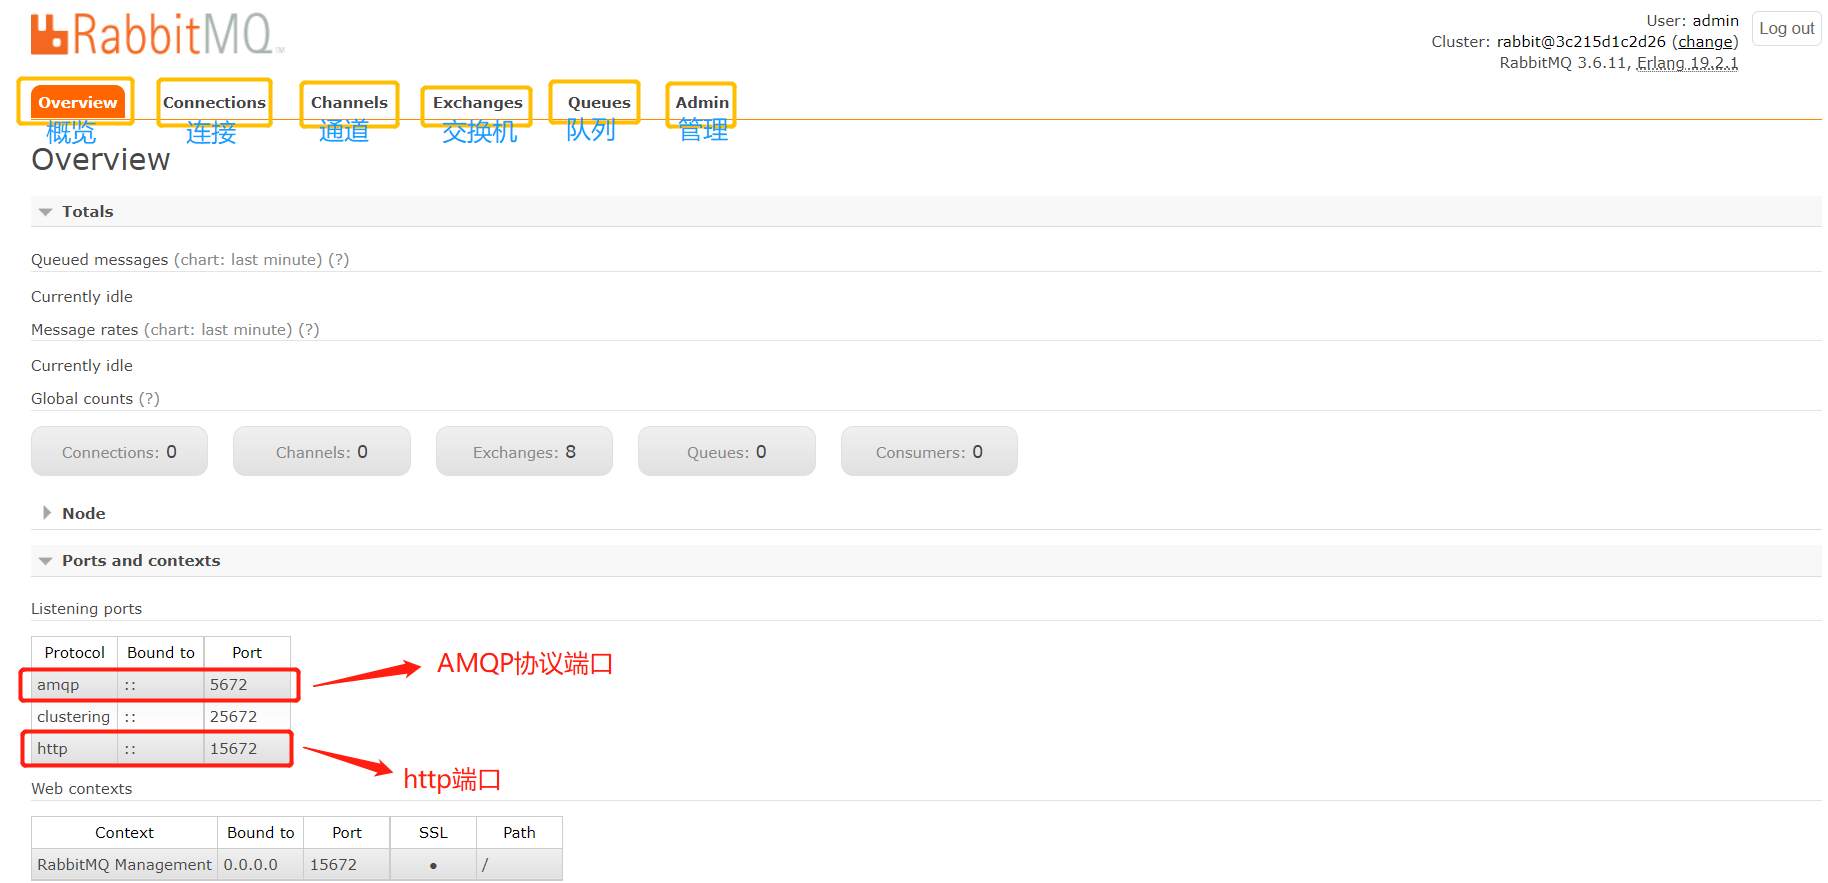 RabbitMQ™
User: admin
Log out
Cluster: rabbit@3c215d1c2d26 (change)
RabbitMQ 3.6.11, Erlang 19.2.1
Overview Connections Channels Exchanges Queues Admin
概览 连接 通道 交换机 队列 管理
Overview
Totals
Queued messages (chart: last minute) (?)
Currently idle
Message rates (chart: last minute) (?)
Currently idle
Global counts (?)
Connections: 0 Channels: 0 Exchanges: 8 Queues: 0 Consumers: 0
Node
Ports and contexts
Listening ports
Protocol Bound to Port
amqp :: 5672
AMQP协议端口
clustering :: 25672
http :: 15672
http端口
Web contexts
Context Bound to Port SSL Path
RabbitMQ Management 0.0.0.0 15672 ● /